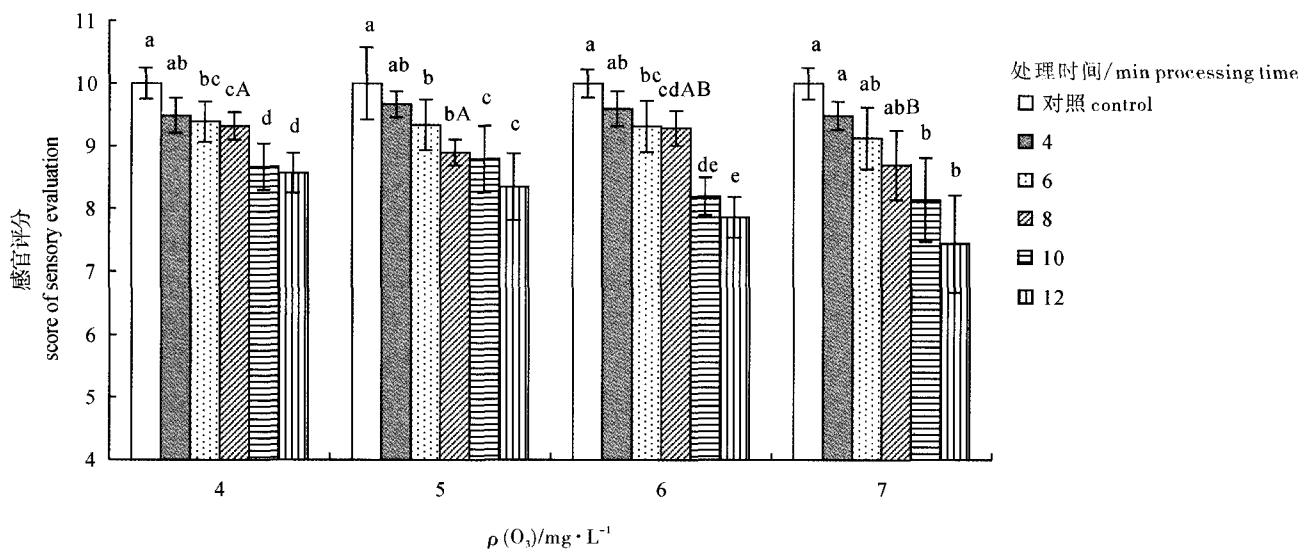 11
10
9
8
7
6
5
4
感官评分
score of sensory evaluation
a ab bc cA d d
a ab b bA c c
a ab bc cdAB de e
a a ab abB b b
4 5 6 7
ρ(O₃)/mg·L⁻¹
处理时间/min processing time
对照 control
4
6
8
10
12